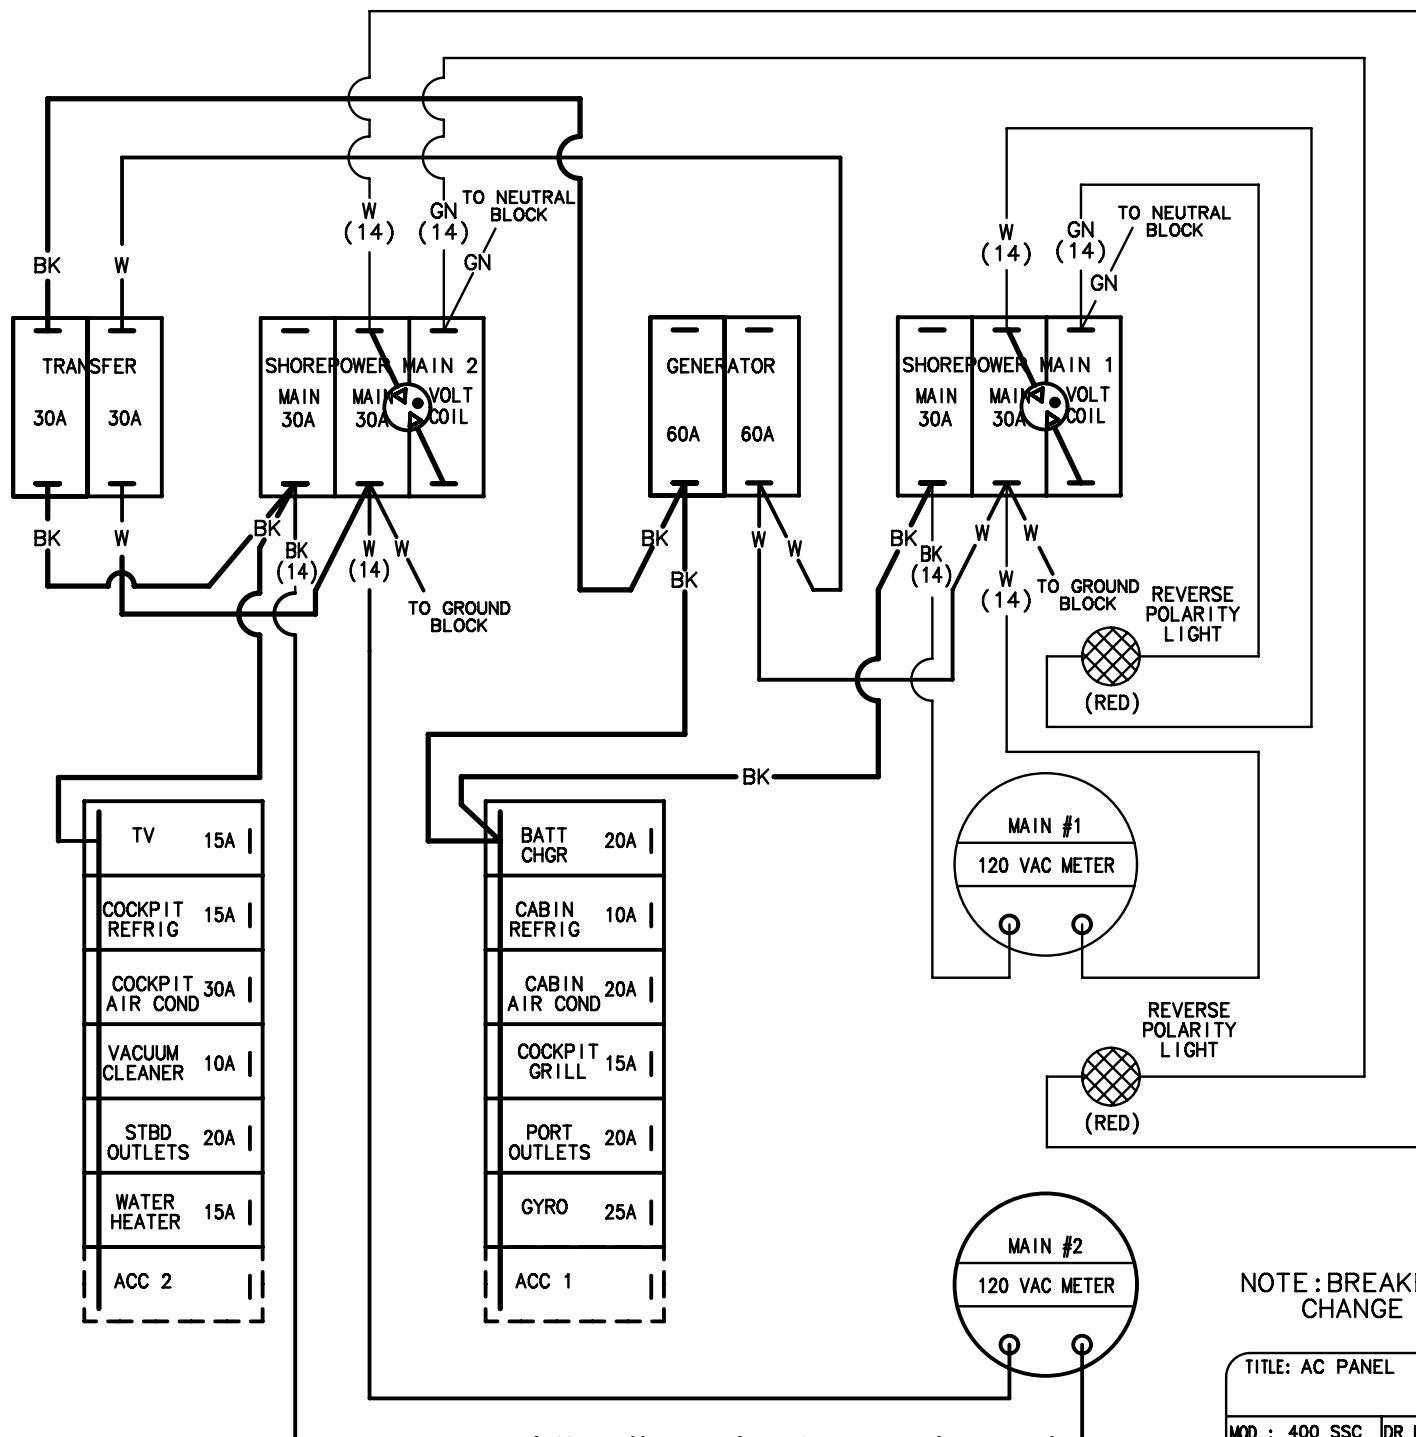 TO NEUTRAL
BLOCK
W
(14)
GN
(14)
GN
TO NEUTRAL
BLOCK
W
(14)
GN
(14)
GN
BK
W
TRANSFER
30A
30A
SHOREPOWER MAIN 2
MAIN
30A
MAIN
30A
VOLT
COIL
GENERATOR
60A
60A
SHOREPOWER MAIN 1
MAIN
30A
MAIN
30A
VOLT
COIL
BK
W
BK
BK
(14)
W
(14)
W
TO GROUND
BLOCK
BK
BK
W
W
BK
BK
(14)
W
W
(14)
W
TO GROUND
BLOCK
REVERSE
POLARITY
LIGHT
(RED)
BK
TV 15A
COCKPIT
REFRIG 15A
COCKPIT
AIR COND 30A
VACUUM
CLEANER 10A
STBD
OUTLETS 20A
WATER
HEATER 15A
ACC 2
BATT
CHGR 20A
CABIN
REFRIG 10A
CABIN
AIR COND 20A
COCKPIT
GRILL 15A
PORT
OUTLETS 20A
GYRO 25A
ACC 1
MAIN #1
120 VAC METER
REVERSE
POLARITY
LIGHT
(RED)
MAIN #2
120 VAC METER
NOTE:BREAK
CHANGE
TITLE: AC PANEL
MOD.: 400 SSC
DR